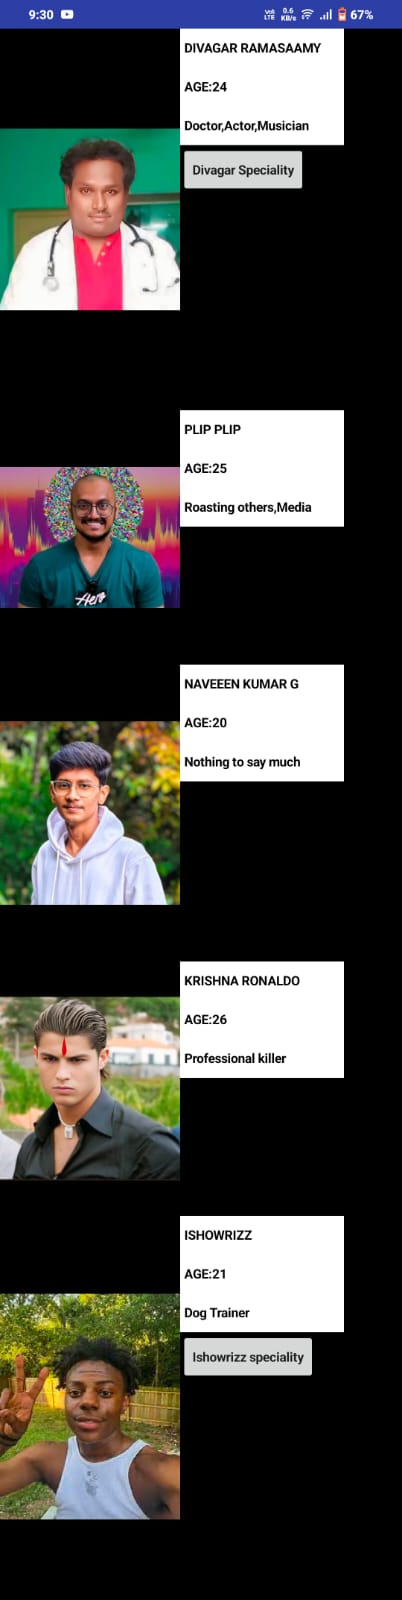 9:30
VoB
LTE
0.6
KB/s
67%
DIVAGAR RAMASAAMY
AGE:24
Doctor,Actor,Musician
Divagar Speciality
PLIP PLIP
AGE:25
Roasting others,Media
Aero
NAVEEEN KUMAR G
AGE:20
Nothing to say much
KRISHNA RONALDO
AGE:26
Professional killer
ISHOWRIZZ
AGE:21
Dog Trainer
Ishowrizz speciality